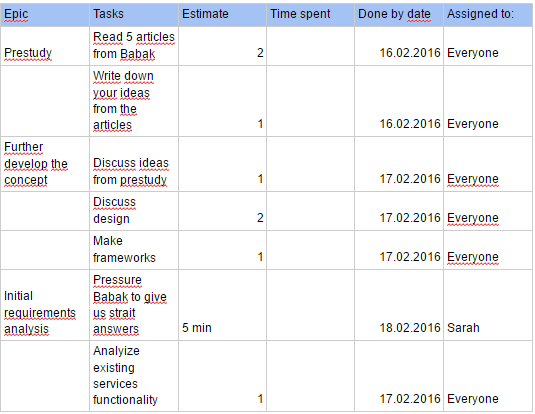 Epic Tasks Estimate Time spent Done by date Assigned to:
Read 5 articles
Prestudy from Babak 2 16.02.2016 Everyone
Write down
your ideas
from the
articles 1 16.02.2016 Everyone
Further
develop the Discuss ideas
concept from prestudy 1 17.02.2016 Everyone
Discuss
design 2 17.02.2016 Everyone
Make
frameworks 1 17.02.2016 Everyone
Pressure
Initial Babak to give
requirements us strait
analysis answers 5 min 18.02.2016 Sarah
Analyize
existing
services
functionality 1 17.02.2016 Everyone